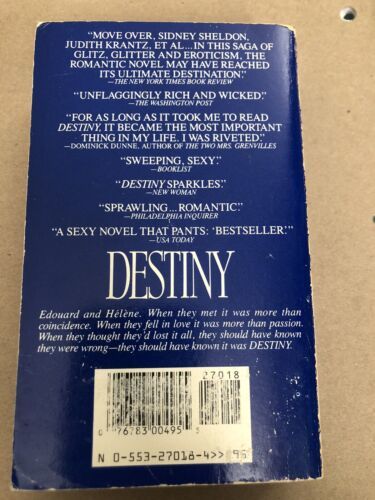 "MOVE OVER, SIDNEY SHELDON,
JUDITH KRANTZ, ET AL...IN THIS SAGA OF
GLITZ, GLITTER AND EROTICISM, THE
ROMANTIC NOVEL MAY HAVE REACHED
ITS ULTIMATE DESTINATION."
—THE NEW YORK TIMES BOOK REVIEW
"UNFLAGGINGLY RICH AND WICKED."
—THE WASHINGTON POST
"FOR AS LONG AS IT TOOK ME TO READ
DESTINY, IT BECAME THE MOST IMPORTANT
THING IN MY LIFE. I WAS RIVETED."
—DOMINICK DUNNE, AUTHOR OF THE TWO MRS. GRENVILLES
"SWEEPING, SEXY."
—BOOKLIST
"DESTINY SPARKLES."
—NEW WOMAN
"SPRAWLING...ROMANTIC."
—PHILADELPHIA INQUIRER
"A SEXY NOVEL THAT PANTS: 'BESTSELLER.'"
—USA TODAY
DESTINY
Edouard and Hélène. When they met it was more than
coincidence. When they fell in love it was more than passion.
When they thought they'd lost it all, they should have known
they were wrong—they should have known it was DESTINY.
27018
0 76783 00495
N 0-553-27018-4>>